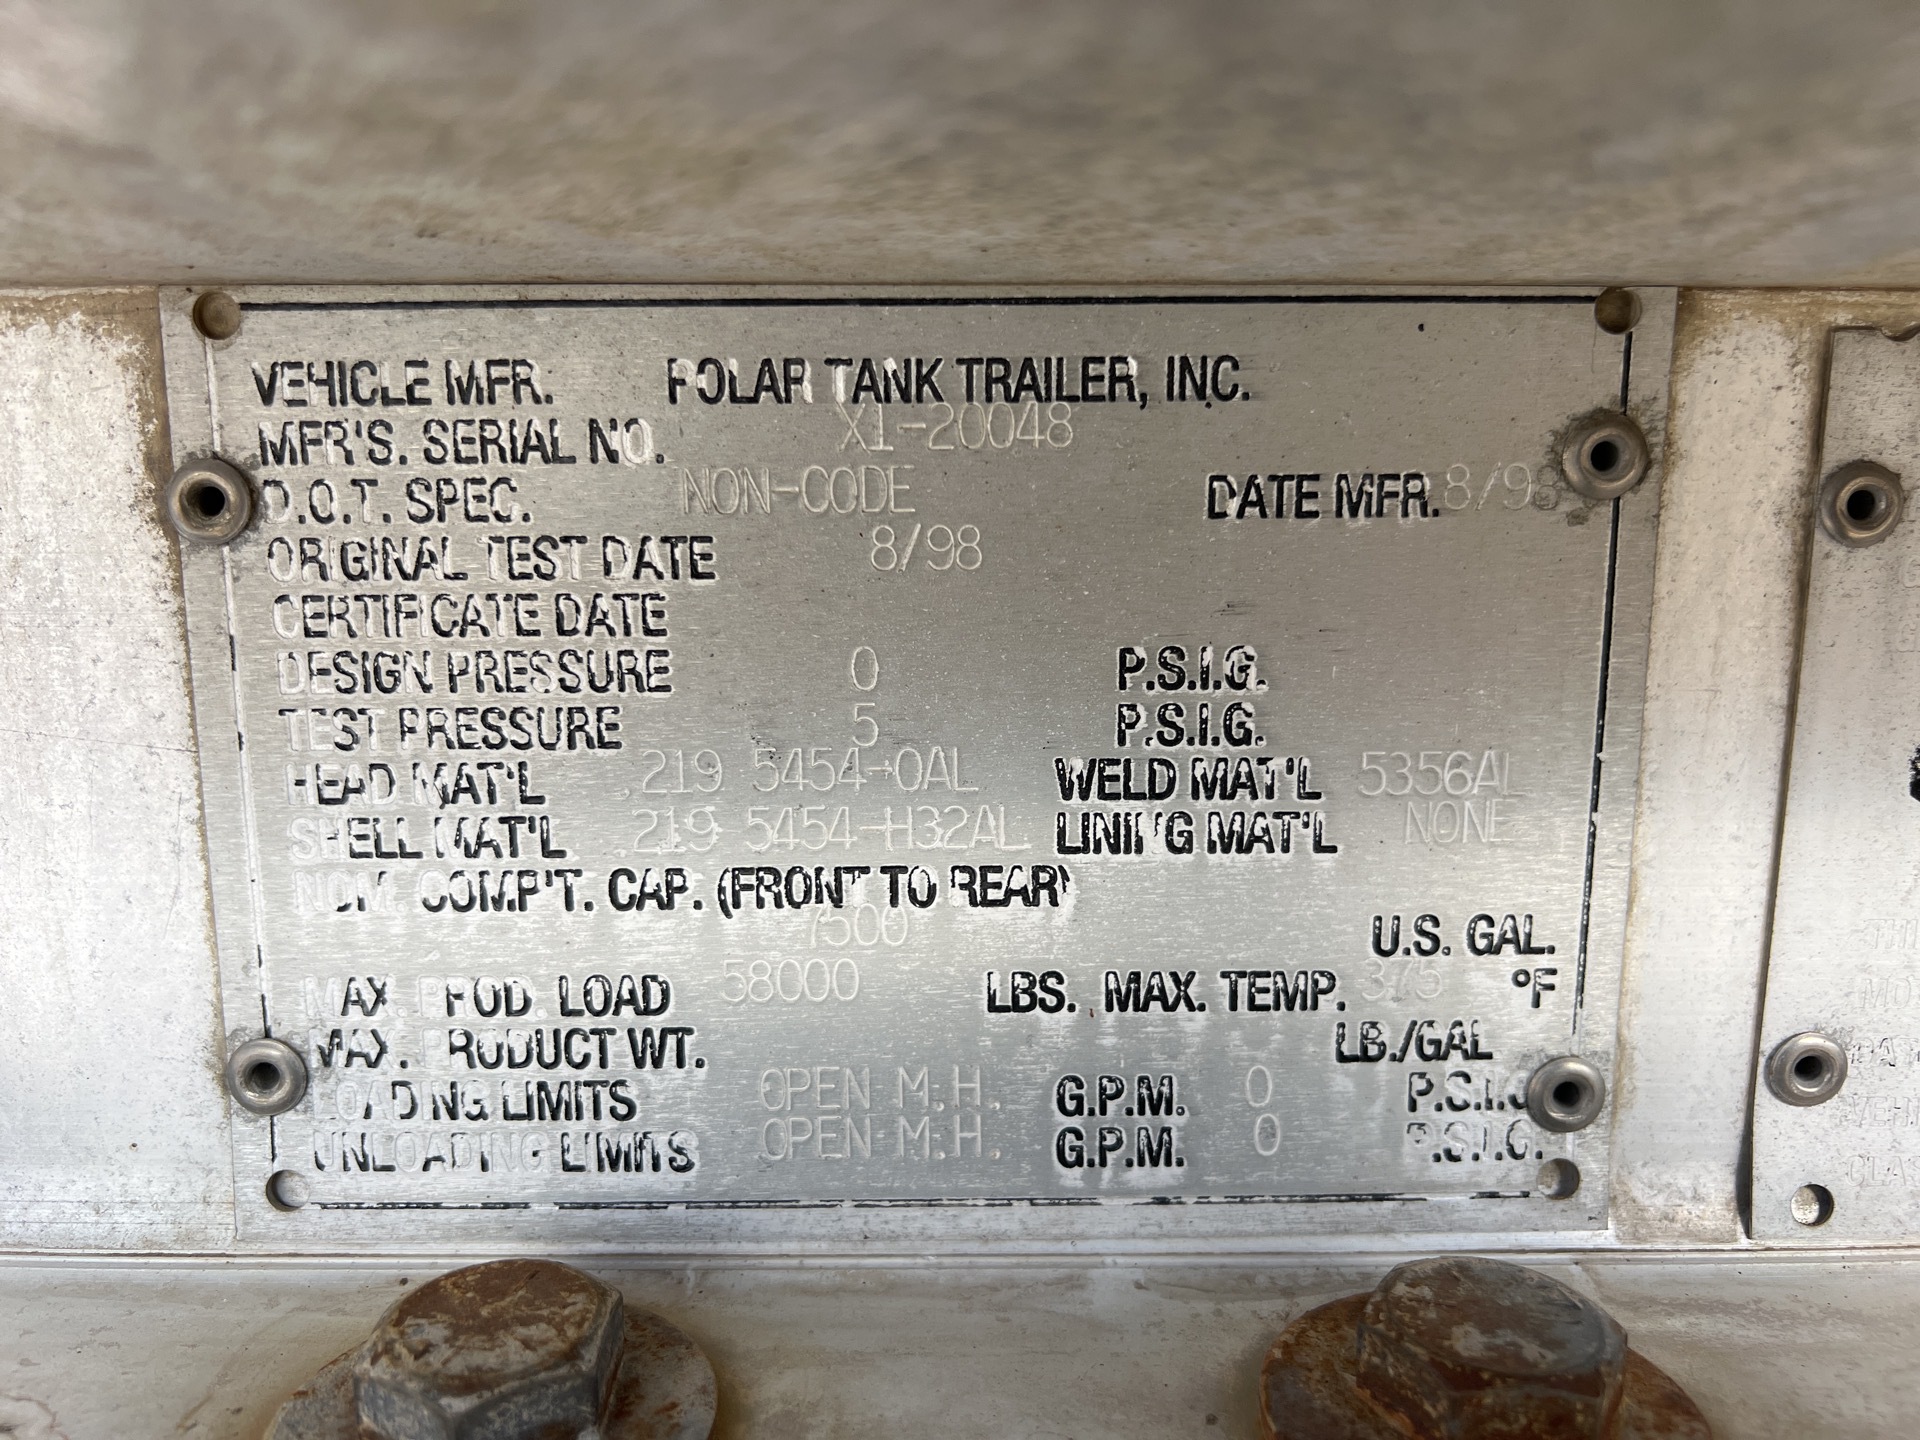 VEHICLE MFR. POLAR TANK TRAILER, INC.
MFR'S. SERIAL NO. X1-20048
D.O.T. SPEC. NON-CODE DATE MFR. 8/98
ORIGINAL TEST DATE 8/98
CERTIFICATE DATE
DESIGN PRESSURE 0 P.S.I.G.
TEST PRESSURE 5 P.S.I.G.
HEAD MAT'L .219 5454-0AL WELD MAT'L 5356AL
SHELL MAT'L .219 5454-H32AL LINING MAT'L NONE
NOM. COMP'T. CAP. (FRONT TO REAR)
7500 U.S. GAL.
MAX. PROD. LOAD 58000 LBS. MAX. TEMP. 375 °F
MAX. PRODUCT WT. LB./GAL
LOADING LIMITS OPEN M.H. G.P.M. 0 P.S.I.G
UNLOADING LIMITS OPEN M.H. G.P.M. 0 P.S.I.G.